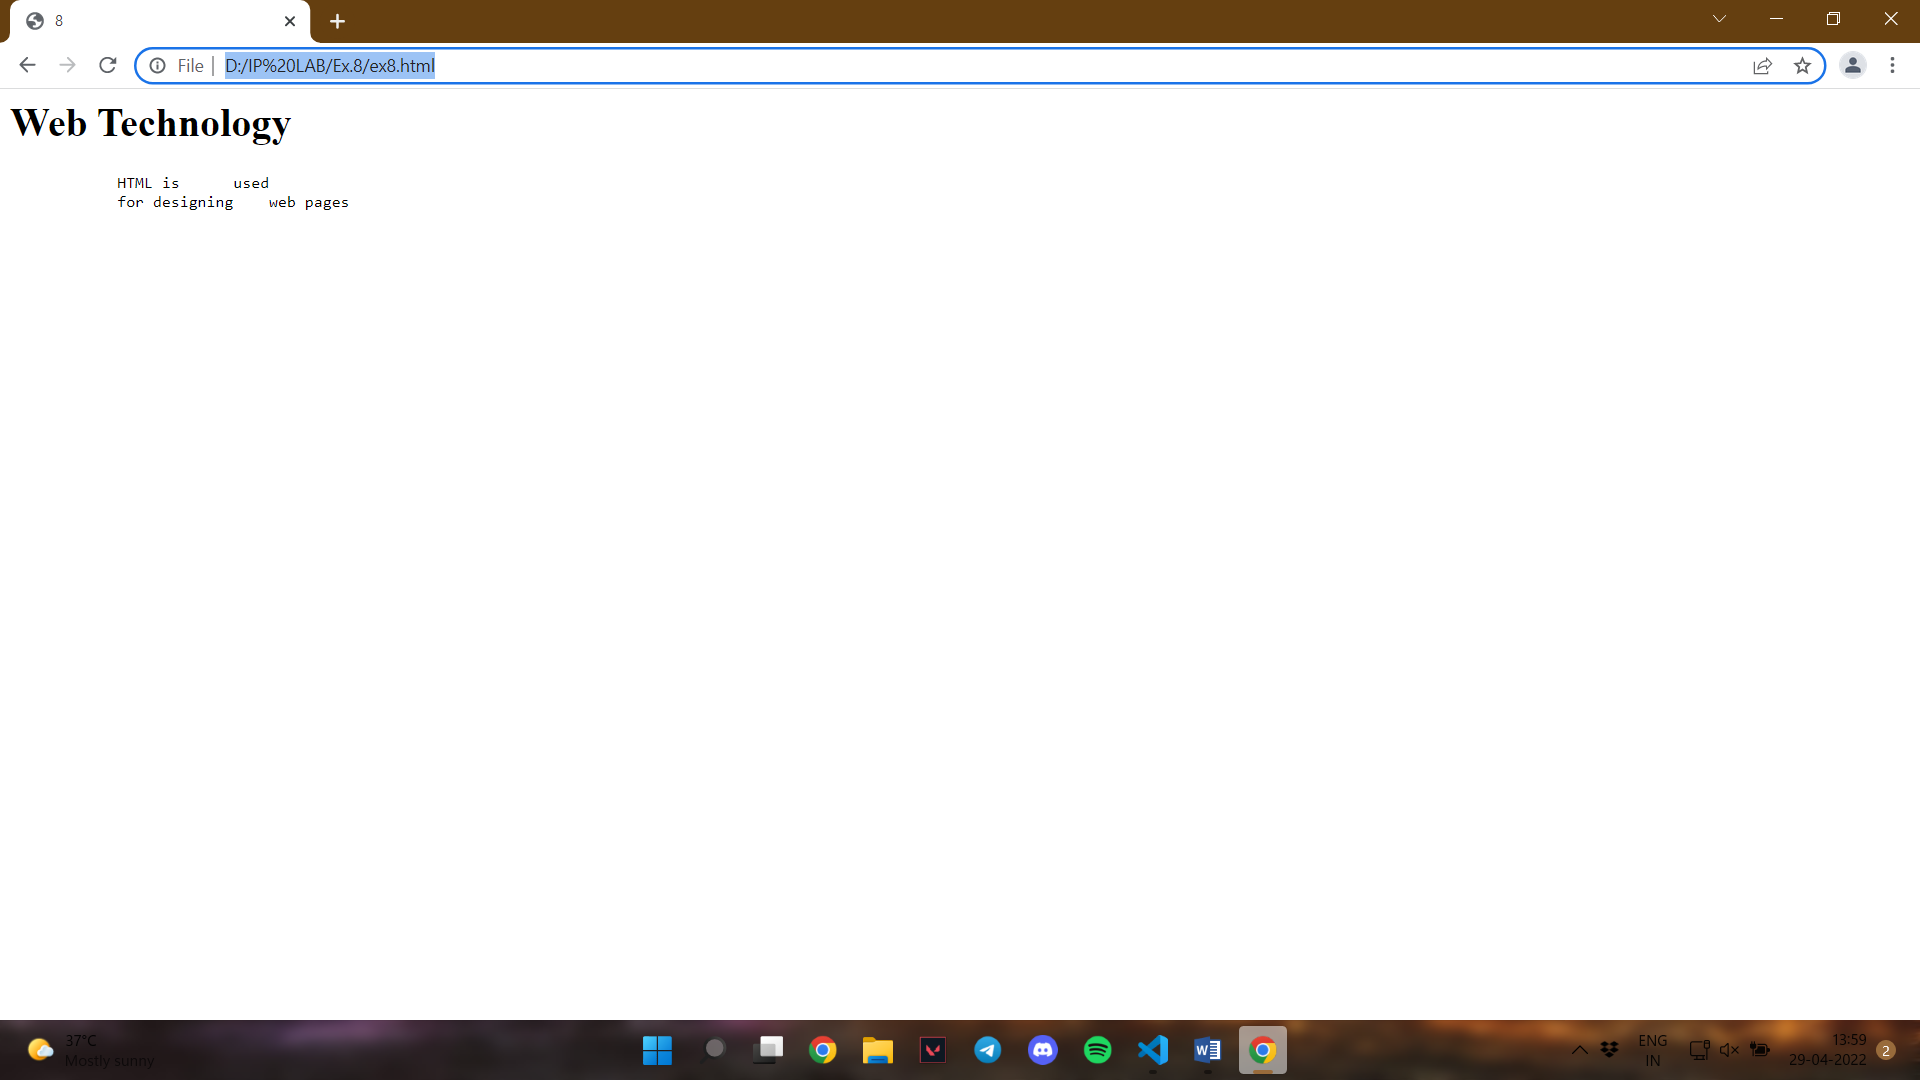 8
File | D:/IP%20LAB/Ex.8/ex8.html
Web Technology
HTML is      used
for designing    web pages
37°C
Mostly sunny
W
ENG
IN
13:59
29-04-2022
2